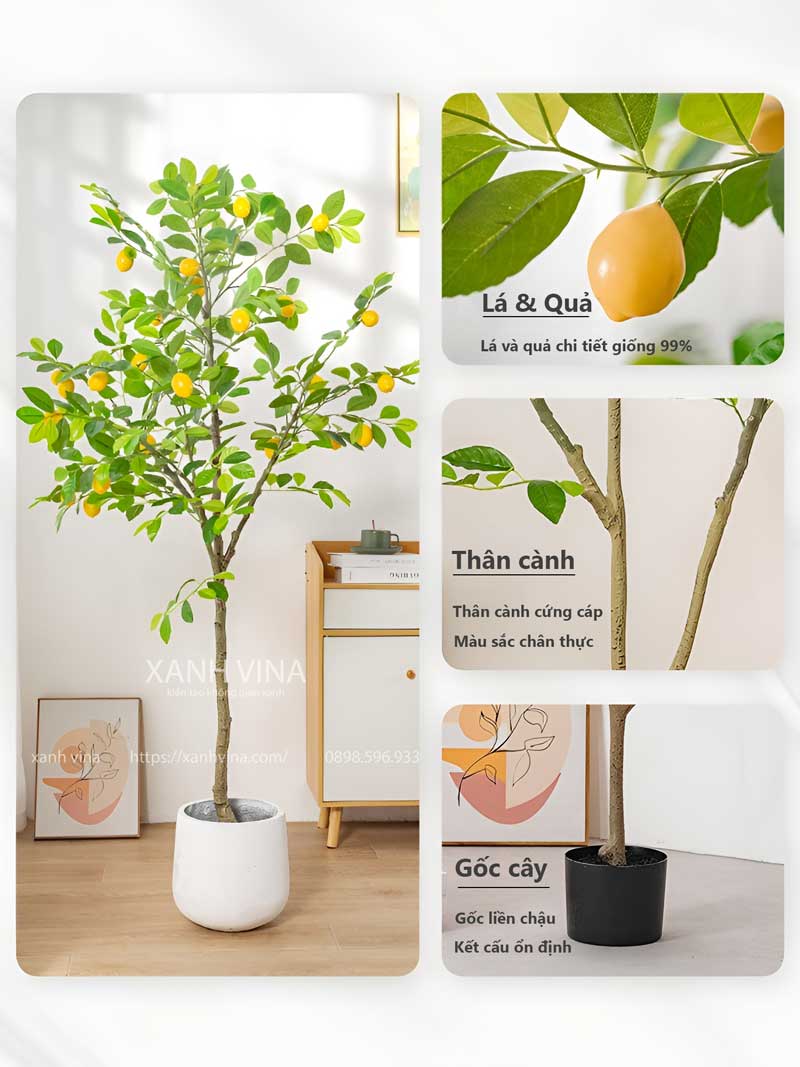 XANH VINA
kiến tạo không gian xanh
xanh vina
https://xanhvina.com/
0898.596.933
Lá & Quả
Lá và quả chi tiết giống 99%
Thân cành
Thân cành cứng cáp
Màu sắc chân thực
Gốc cây
Gốc liền chậu
Kết cấu ổn định